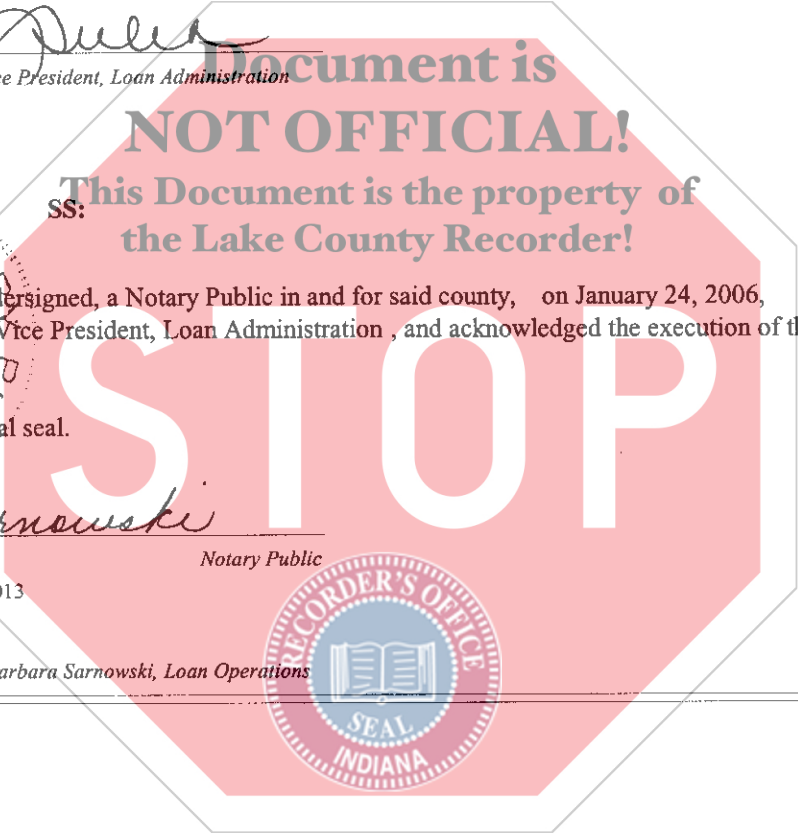 Document is
President, Loan Administration
NOT OFFICIAL!
This Document is the property of
SS:
the Lake County Recorder!
ersigned, a Notary Public in and for said county, on January 24, 2006,
Vice President, Loan Administration , and acknowledged the execution of th
STOP
al seal.
rnowski
Notary Public
013
RECORDER'S OFFICE
arbara Sarnowski, Loan Operations
SEAL
INDIANA